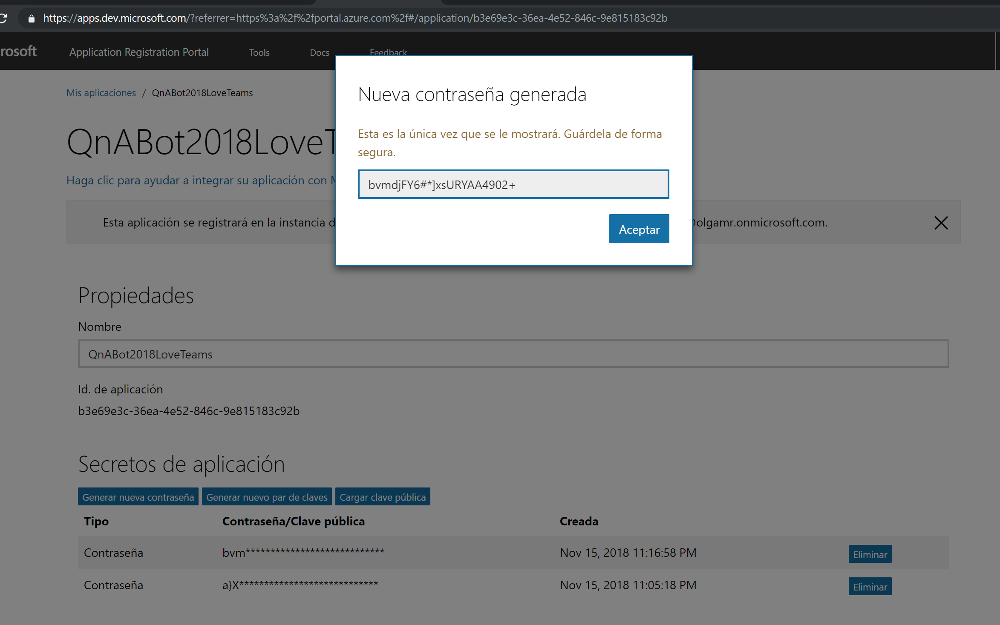 https://apps.dev.microsoft.com/?referrer=https%3a%2f%2fportal.azure.com%2f#/application/b3e69e3c-36ea-4e52-846c-9e815183c92b
rosoft Application Registration Portal Tools Docs Feedback
Mis aplicaciones / QnABot2018LoveTeams
QnABot2018LoveT
Haga clic para ayudar a integrar su aplicación con M
Esta aplicación se registrará en la instancia d
@olgamr.onmicrosoft.com.
Nueva contraseña generada
Esta es la única vez que se le mostrará. Guárdela de forma
segura.
bvmdjFY6#*]xsURYAA4902+
Aceptar
Propiedades
Nombre
QnABot2018LoveTeams
Id. de aplicación
b3e69e3c-36ea-4e52-846c-9e815183c92b
Secretos de aplicación
Generar nueva contraseña Generar nuevo par de claves Cargar clave pública
Tipo Contraseña/Clave pública Creada
Contraseña bvm**************************** Nov 15, 2018 11:16:58 PM Eliminar
Contraseña a}X**************************** Nov 15, 2018 11:05:18 PM Eliminar